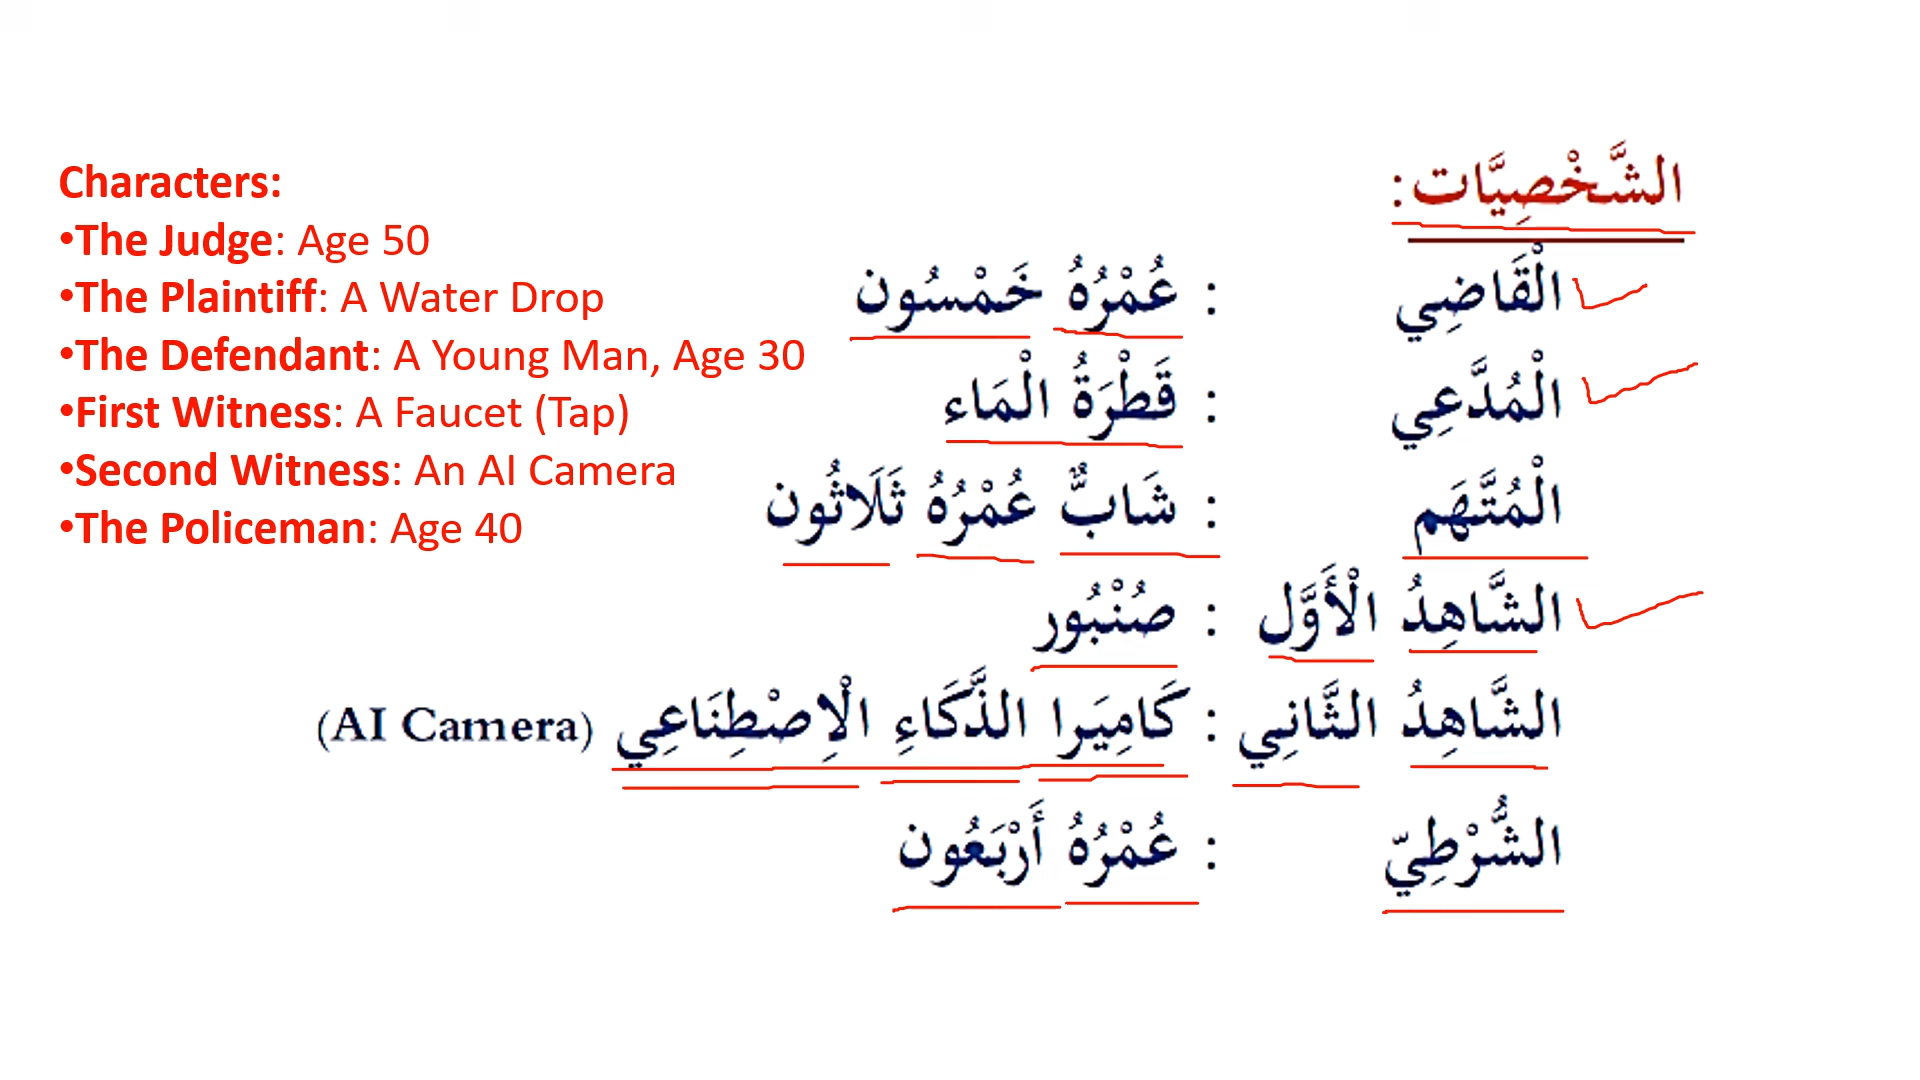 Characters:
•The Judge: Age 50
•The Plaintiff: A Water Drop
•The Defendant: A Young Man, Age 30
•First Witness: A Faucet (Tap)
•Second Witness: An AI Camera
•The Policeman: Age 40
الشَّخْصِيَّات:
الْقَاضِي : عُمْرُهُ خَمْسُون
الْمُدَّعِي : قَطْرَةُ الْمَاء
الْمُتَّهَم : شَابٌّ عُمْرُهُ ثَلَاثُون
الشَّاهِدُ الْأَوَّل : صُنْبُور
الشَّاهِدُ الثَّانِي : كَامِيَرا الذَّكَاءِ الْاِصْطِنَاعِي (AI Camera)
الشُّرْطِيّ : عُمْرُهُ أَرْبَعُون